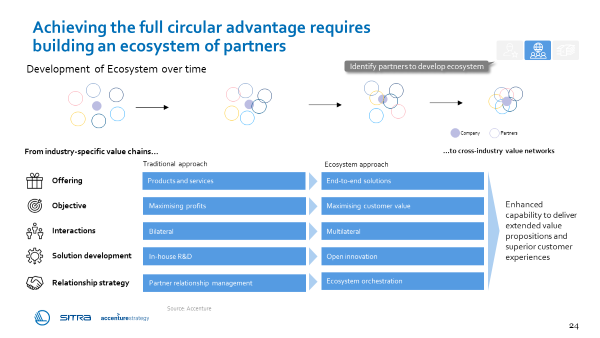 Achieving the full circular advantage requires
building an ecosystem of partners
Development of Ecosystem over time
Identify partners to develop ecosystem
Company
Partners
From industry-specific value chains...
...to cross-industry value networks
Traditional approach
Ecosystem approach
Offering
Products and services
End-to-end solutions
Objective
Maximising profits
Maximising customer value
Interactions
Bilateral
Multilateral
Solution development
In-house R&D
Open innovation
Relationship strategy
Partner relationship management
Ecosystem orchestration
Enhanced
capability to deliver
extended value
propositions and
superior customer
experiences
Source: Accenture
SITRA
accenturestrategy
24